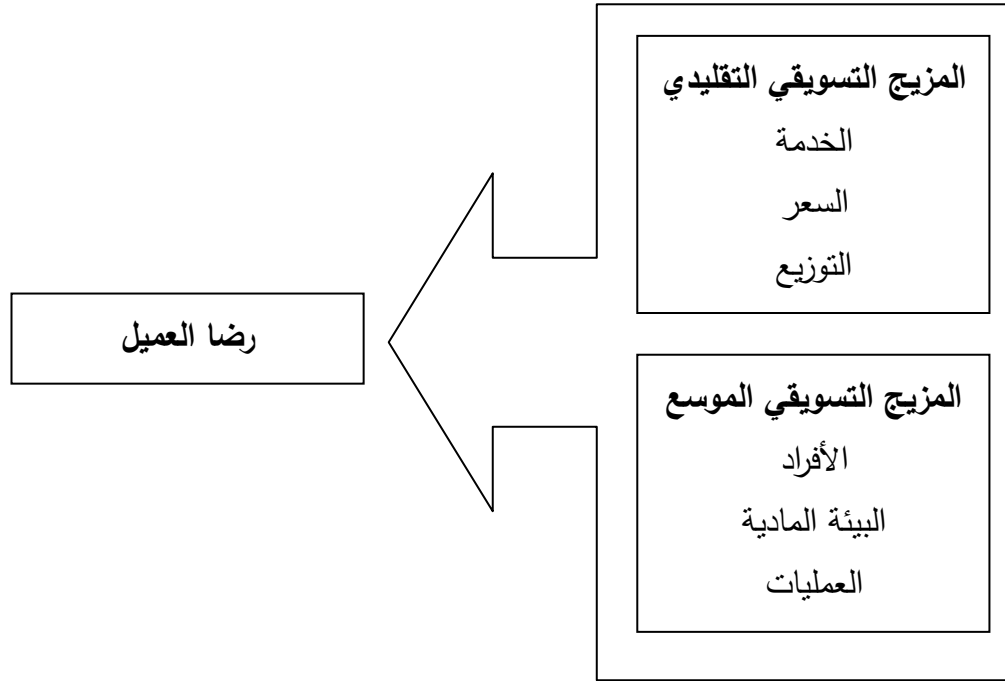 المزيج التسويقي التقليدي
الخدمة
السعر
التوزيع
المزيج التسويقي الموسع
الأفراد
البيئة المادية
العمليات
رضا العميل